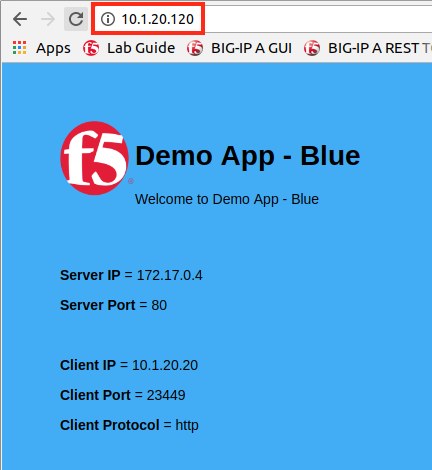 10.1.20.120
Apps Lab Guide BIG-IP A GUI BIG-IP A REST TO
f5 ®
Demo App - Blue
Welcome to Demo App - Blue
Server IP = 172.17.0.4
Server Port = 80
Client IP = 10.1.20.20
Client Port = 23449
Client Protocol = http